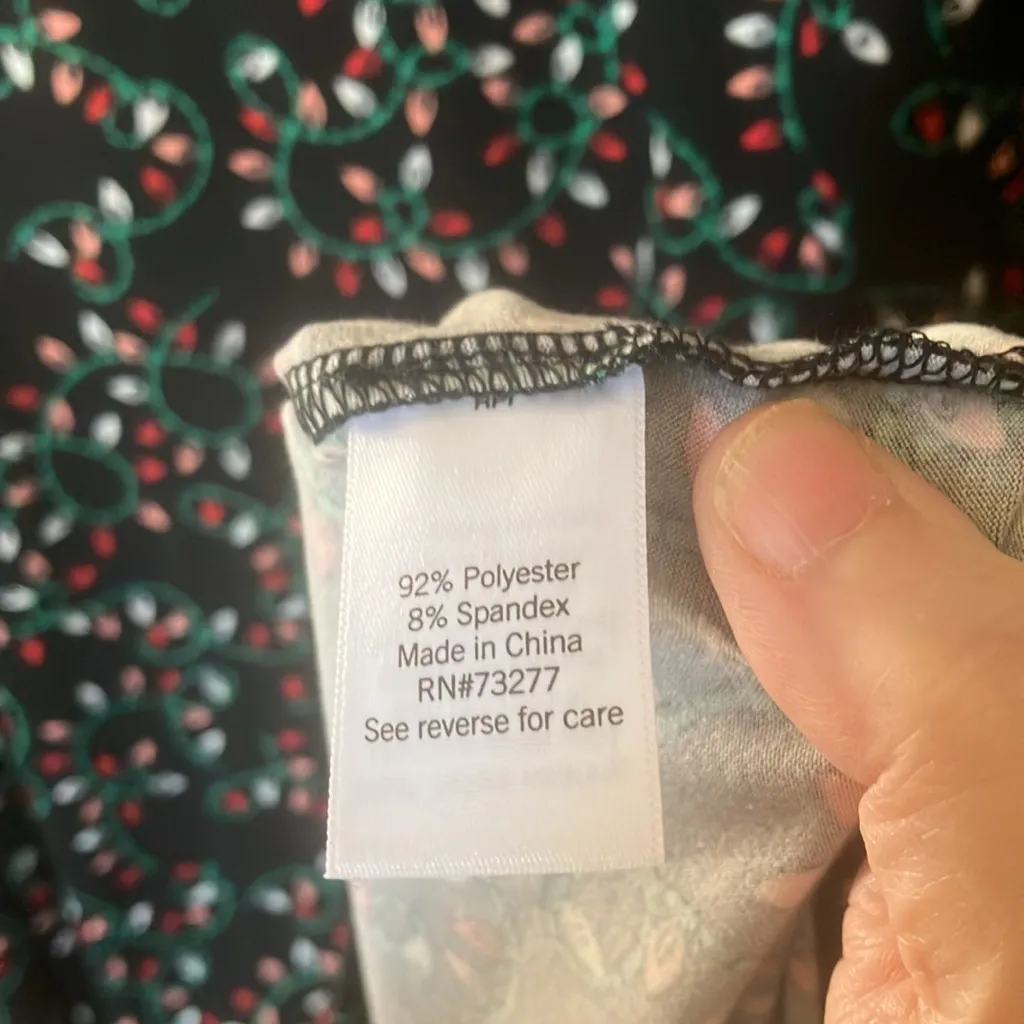 92% Polyester
8% Spandex
Made in China
RN#73277
See reverse for care